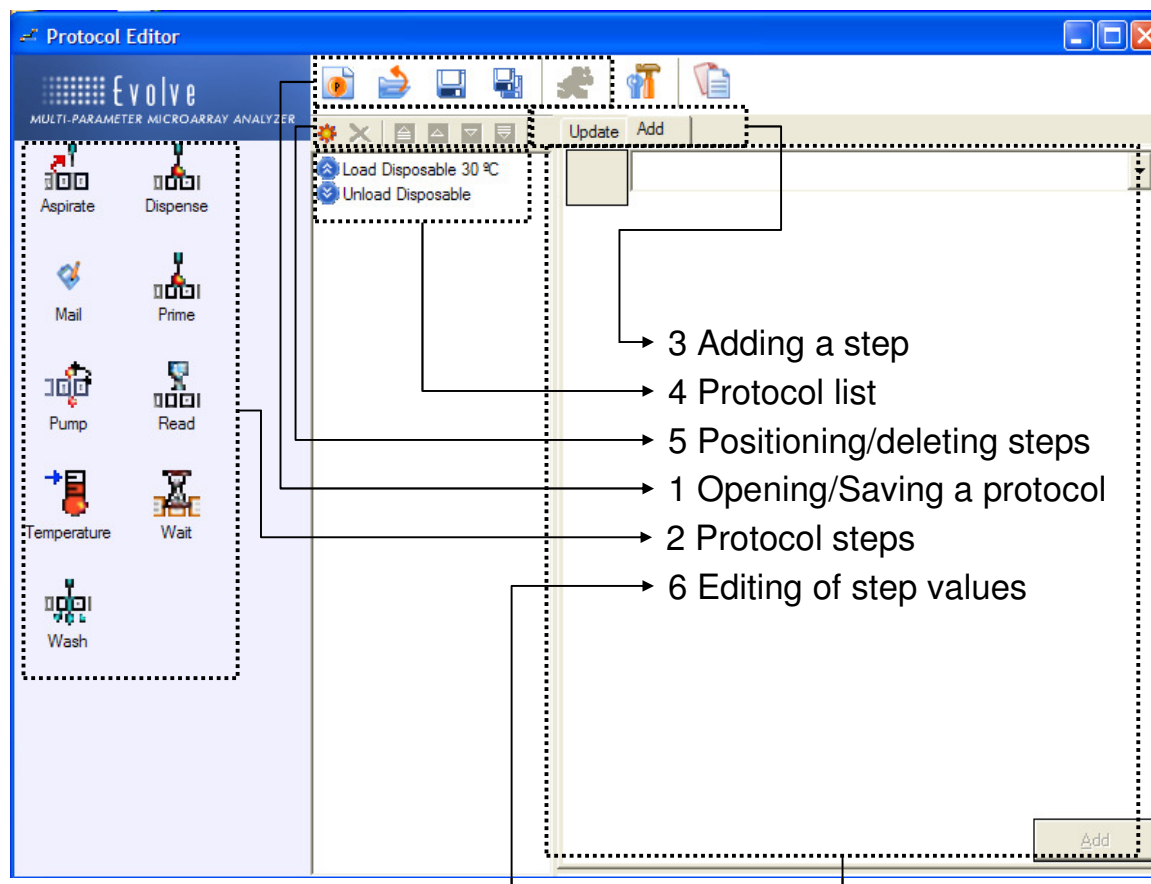 Protocol Editor
Evolve
MULTI-PARAMETER MICROARRAY ANALYZER
P
Update Add
Load Disposable 30 ºC
Unload Disposable
Aspirate Dispense
Mail Prime
Pump Read
Temperature Wait
Wash
3 Adding a step
4 Protocol list
5 Positioning/deleting steps
1 Opening/Saving a protocol
2 Protocol steps
6 Editing of step values
Add